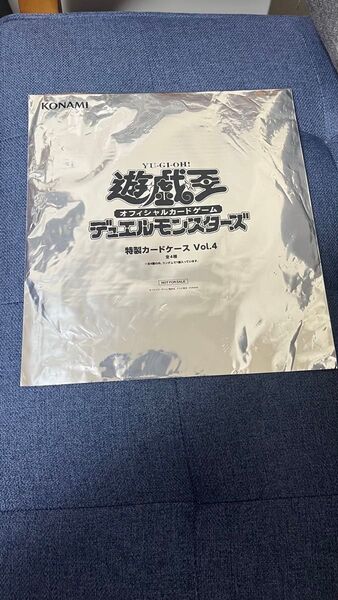 KONAMI
YU-GI-OH!
遊戯王
オフィシャルカードゲーム
デュエルモンスターズ
特製カードケース Vol.4
全4種
NOT FOR SALE